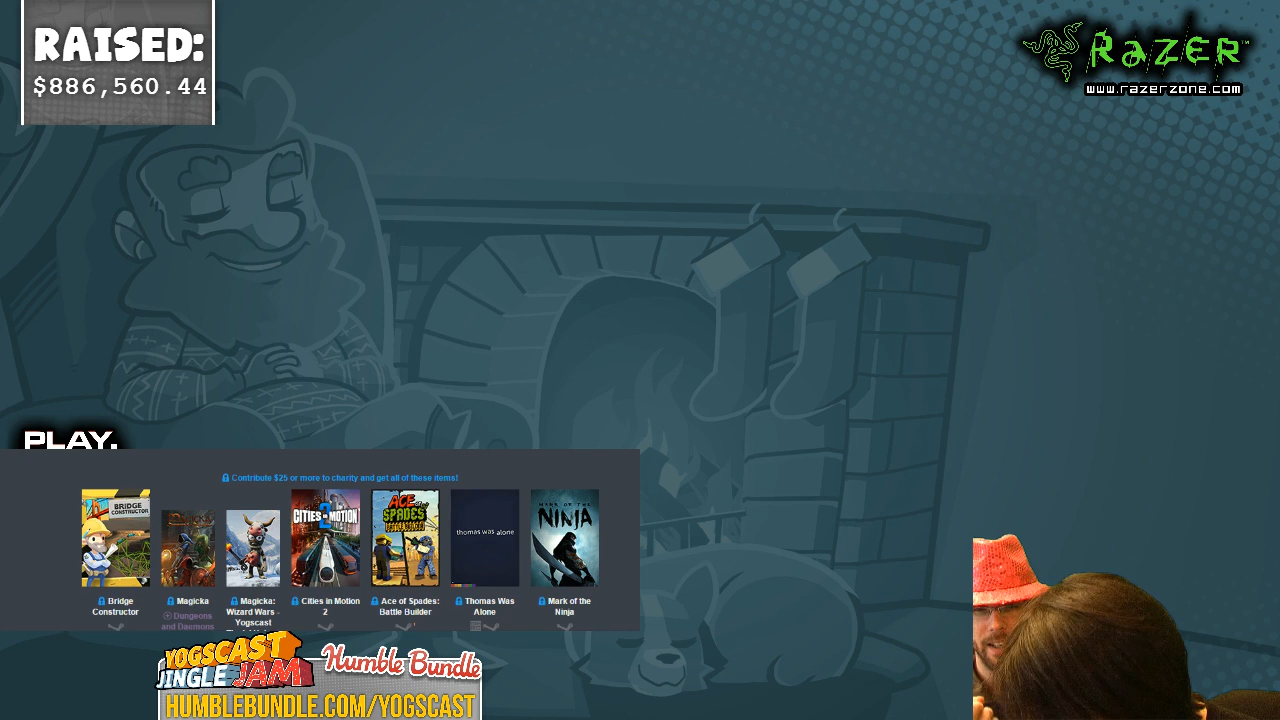 RAISED:
$886,560.44
RAZER™
www.razerzone.com
PLAY.
Contribute $25 or more to charity and get all of these items!
BRIDGE
CONSTRUCTOR
CITIES IN MOTION
2
ACE of
SPADES
thomas was alone
MARK OF THE
NINJA
Bridge
Constructor
Magicka
Dungeons
and Daemons
Magicka:
Wizard Wars -
Yogscast
Cities in Motion
2
Ace of Spades:
Battle Builder
Thomas Was
Alone
Mark of the
Ninja
YOGSCAST
JINGLE JAM
Humble Bundle
HUMBLEBUNDLE.COM/YOGSCAST